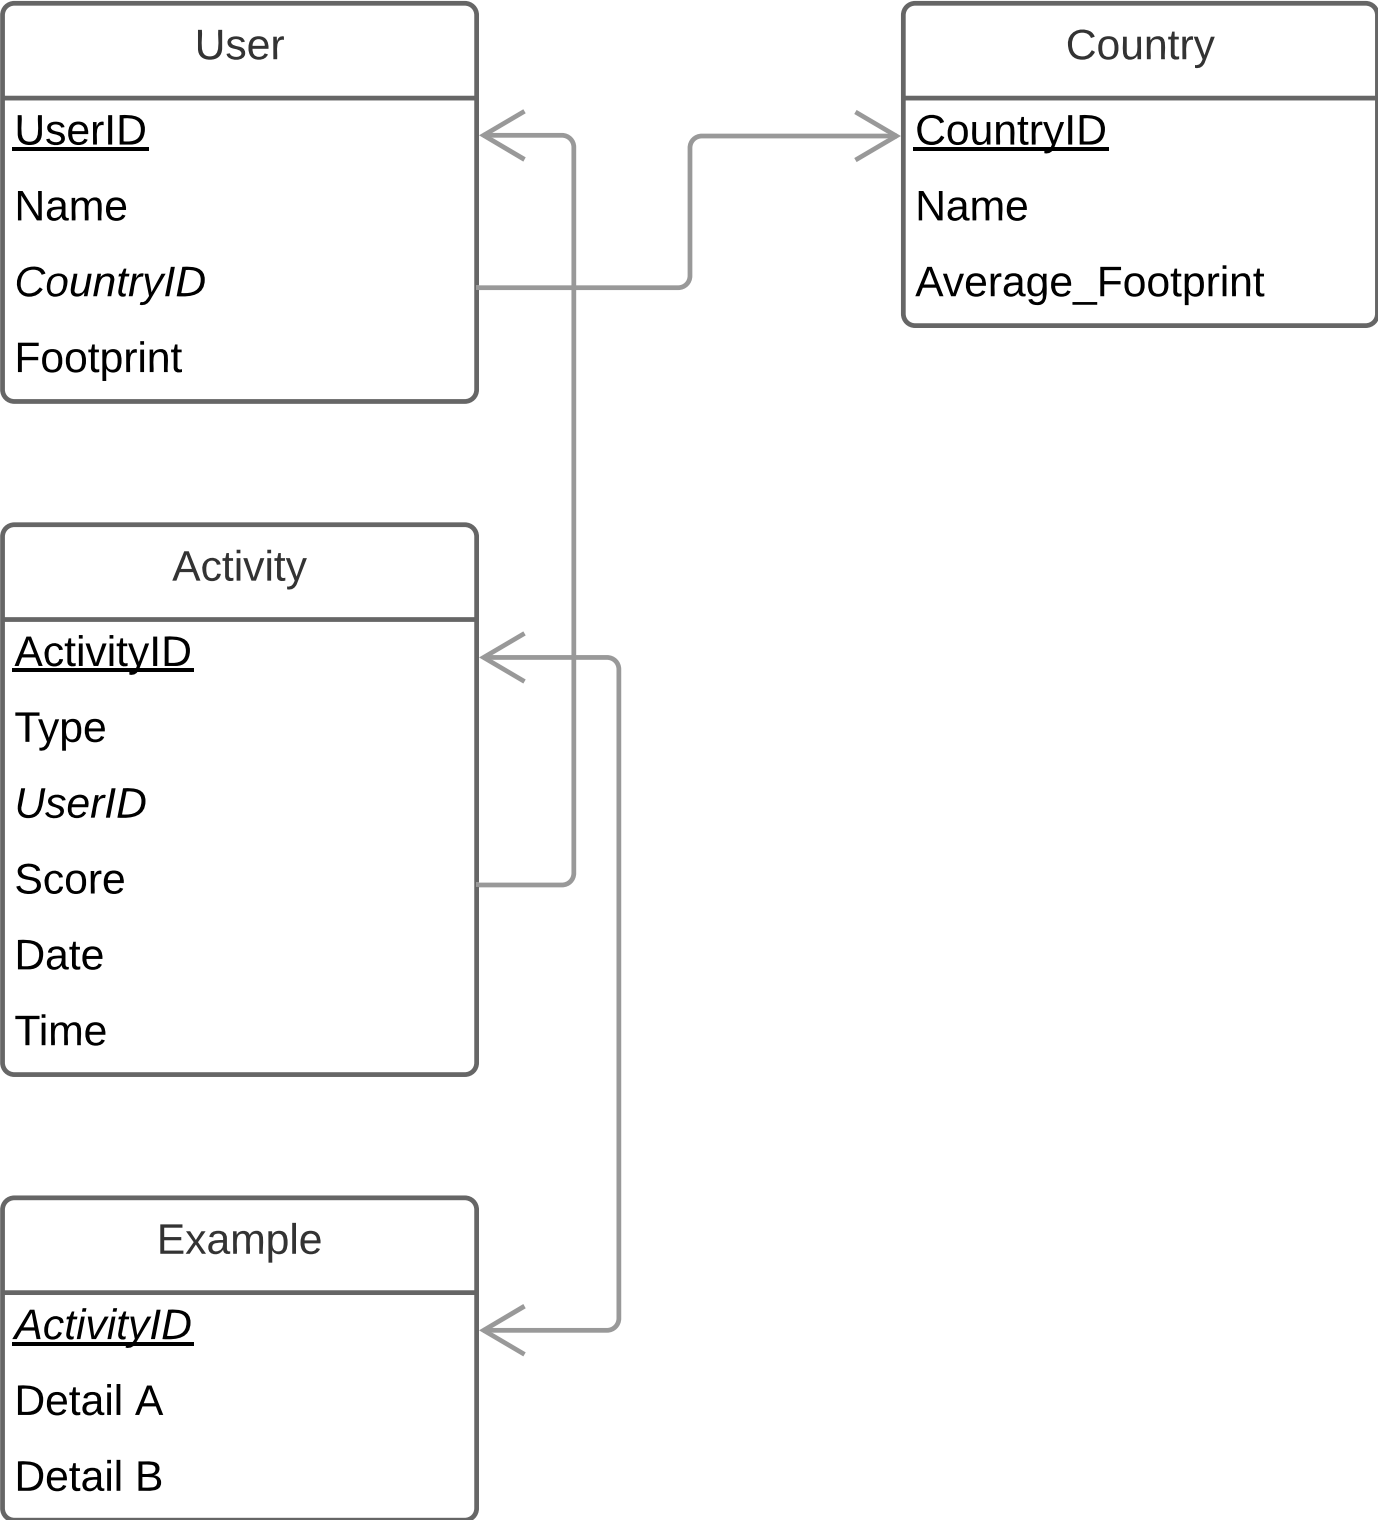 User
UserID
Name
CountryID
Footprint
Country
CountryID
Name
Average_Footprint
Activity
ActivityID
Type
UserID
Score
Date
Time
Example
ActivityID
Detail A
Detail B